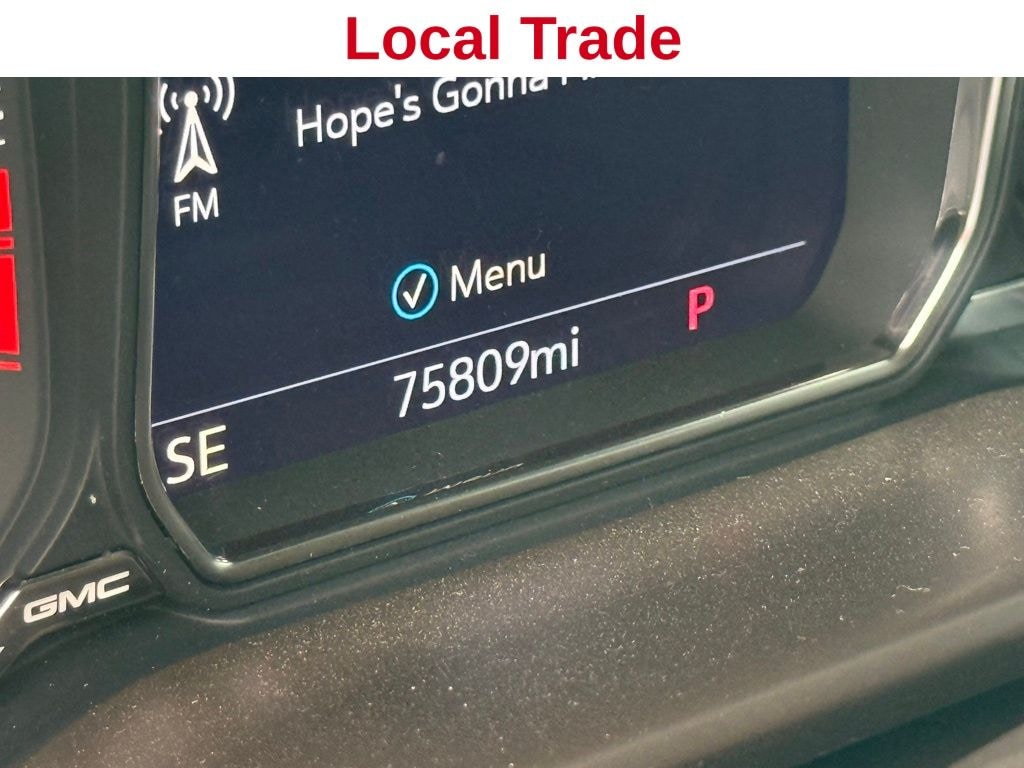 Local Trade
Hope's Gonna
FM
Menu
P
75809mi
SE
GMC